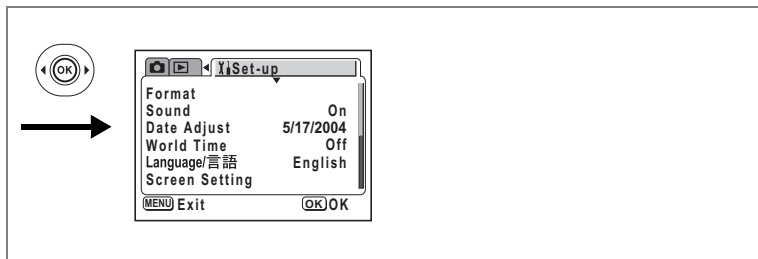 OK
Set-up
Format
Sound On
Date Adjust 5/17/2004
World Time Off
Language/言語 English
Screen Setting
MENU Exit OK OK